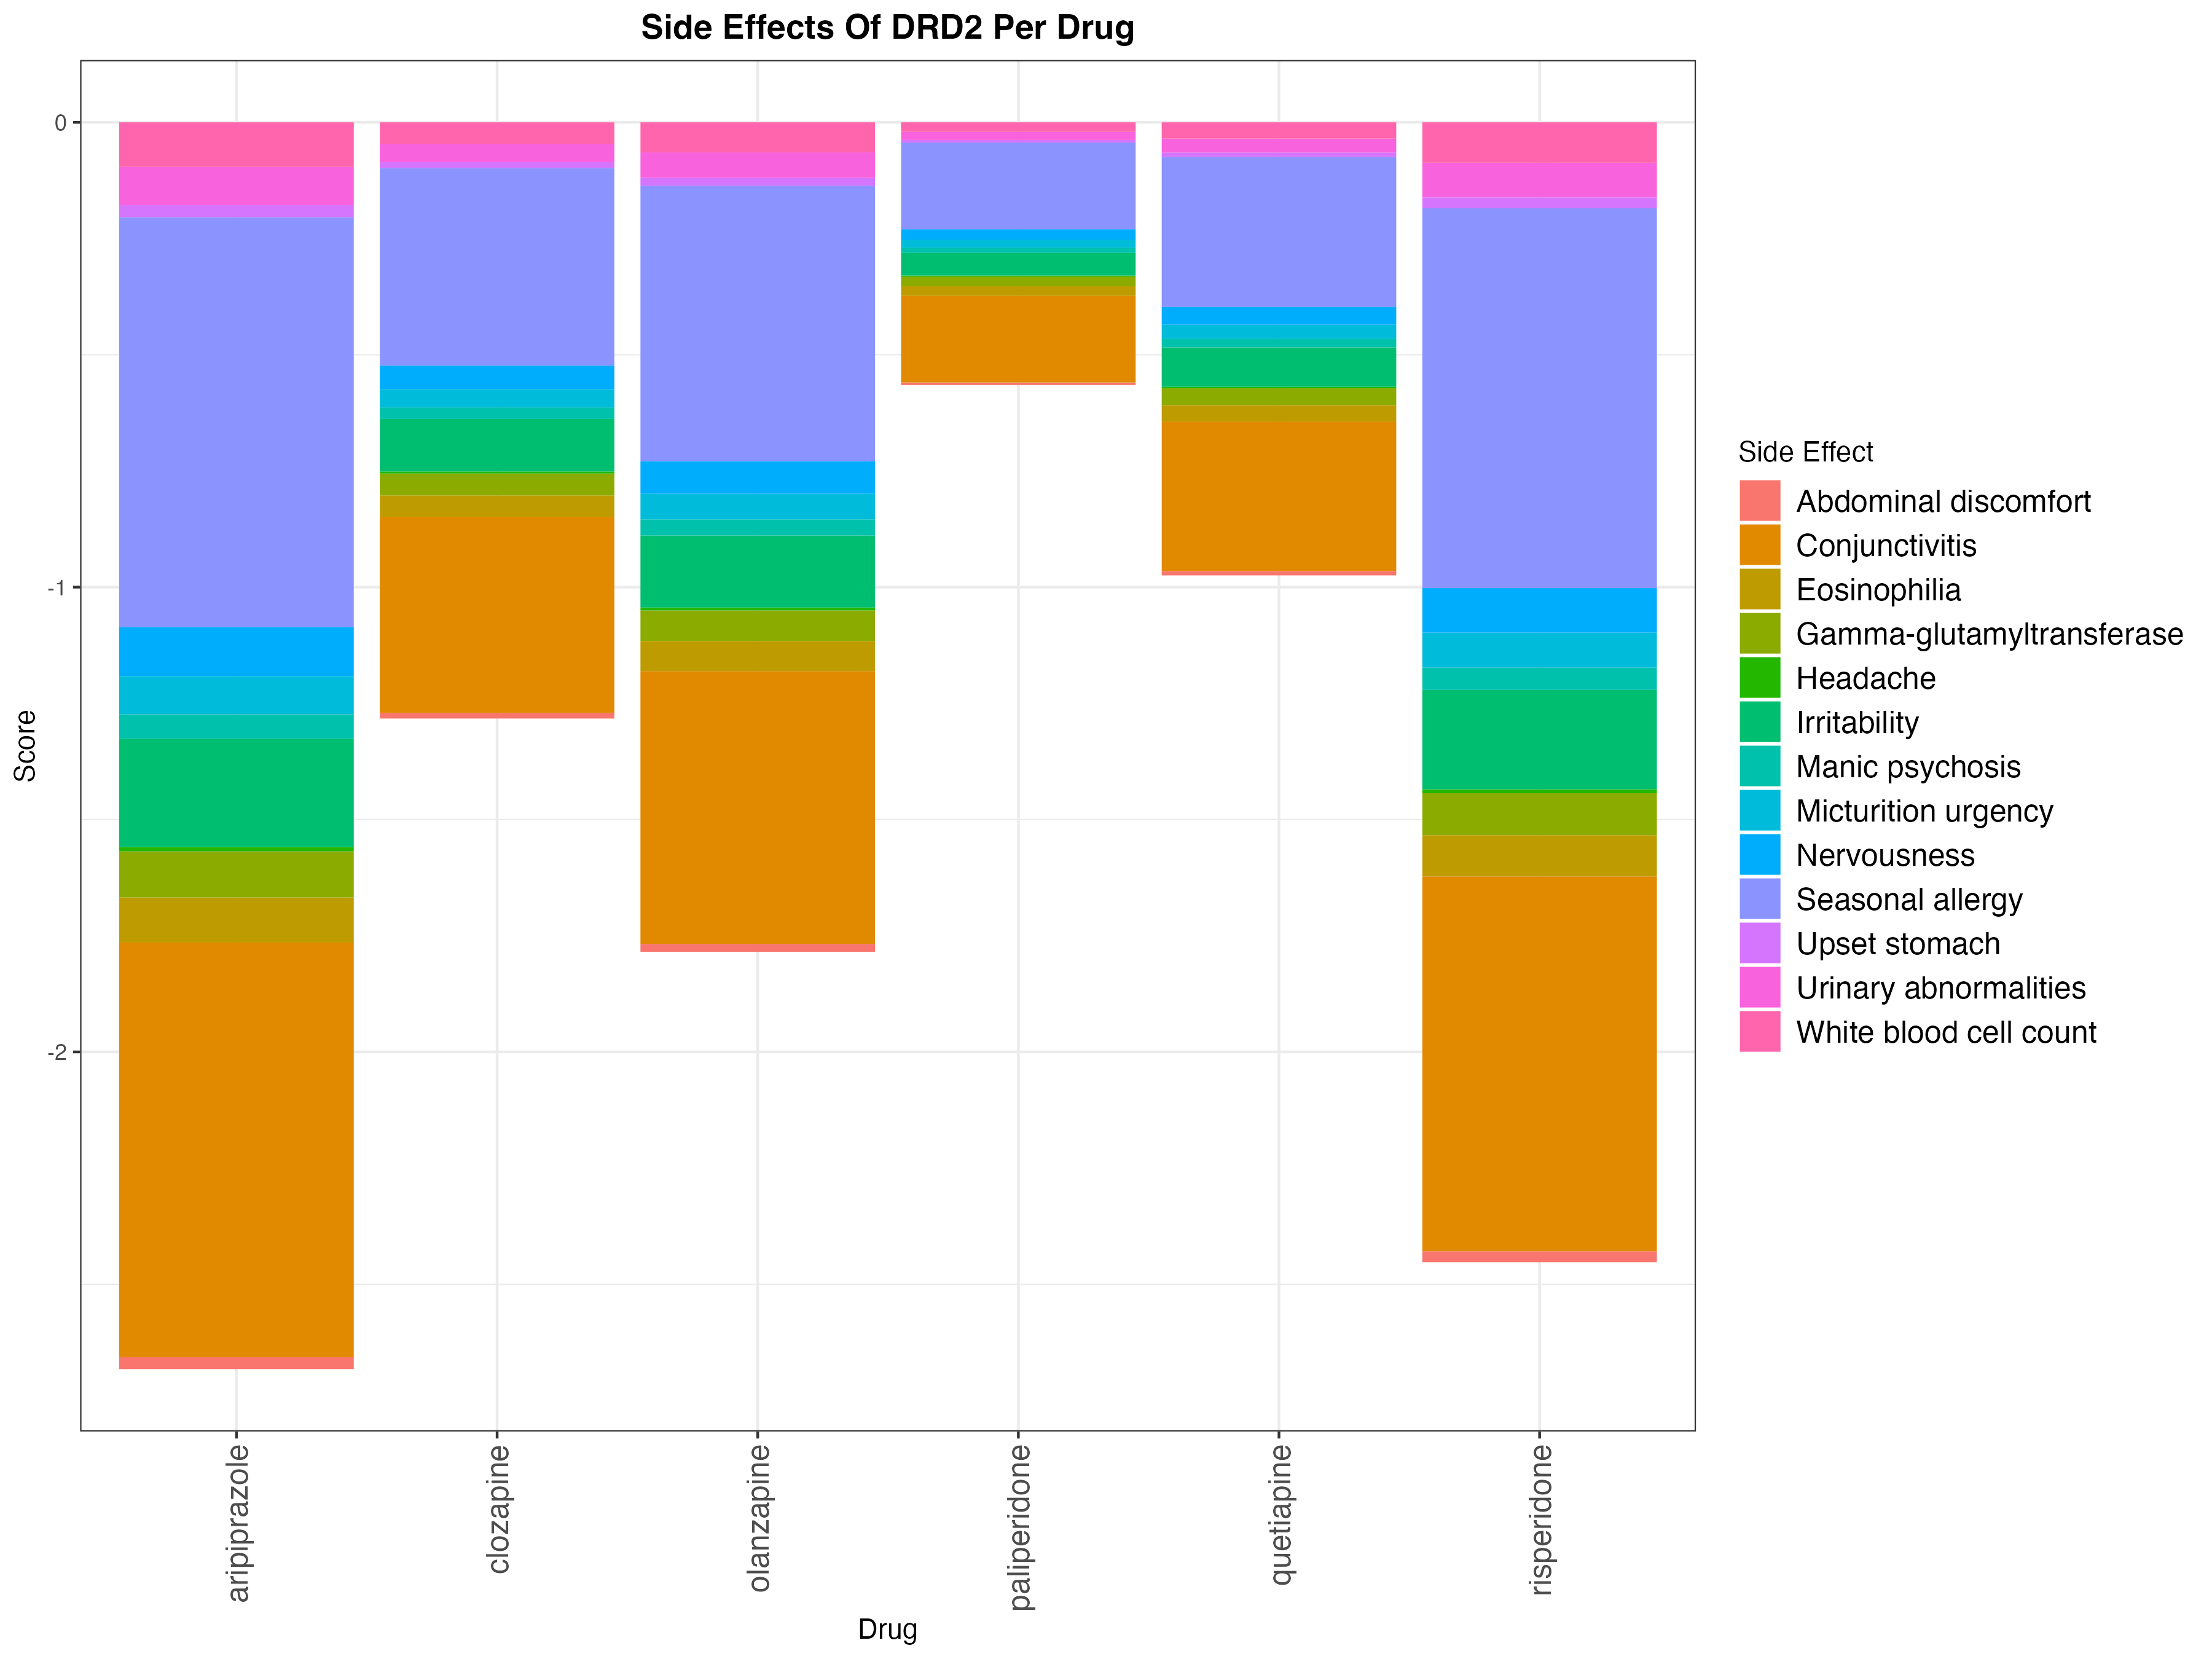 Side Effects Of DRD2 Per Drug
0
-1
-2
Score
aripiprazole
clozapine
olanzapine
paliperidone
quetiapine
risperidone
Drug
Side Effect
Abdominal discomfort
Conjunctivitis
Eosinophilia
Gamma-glutamyltransferase
Headache
Irritability
Manic psychosis
Micturition urgency
Nervousness
Seasonal allergy
Upset stomach
Urinary abnormalities
White blood cell count